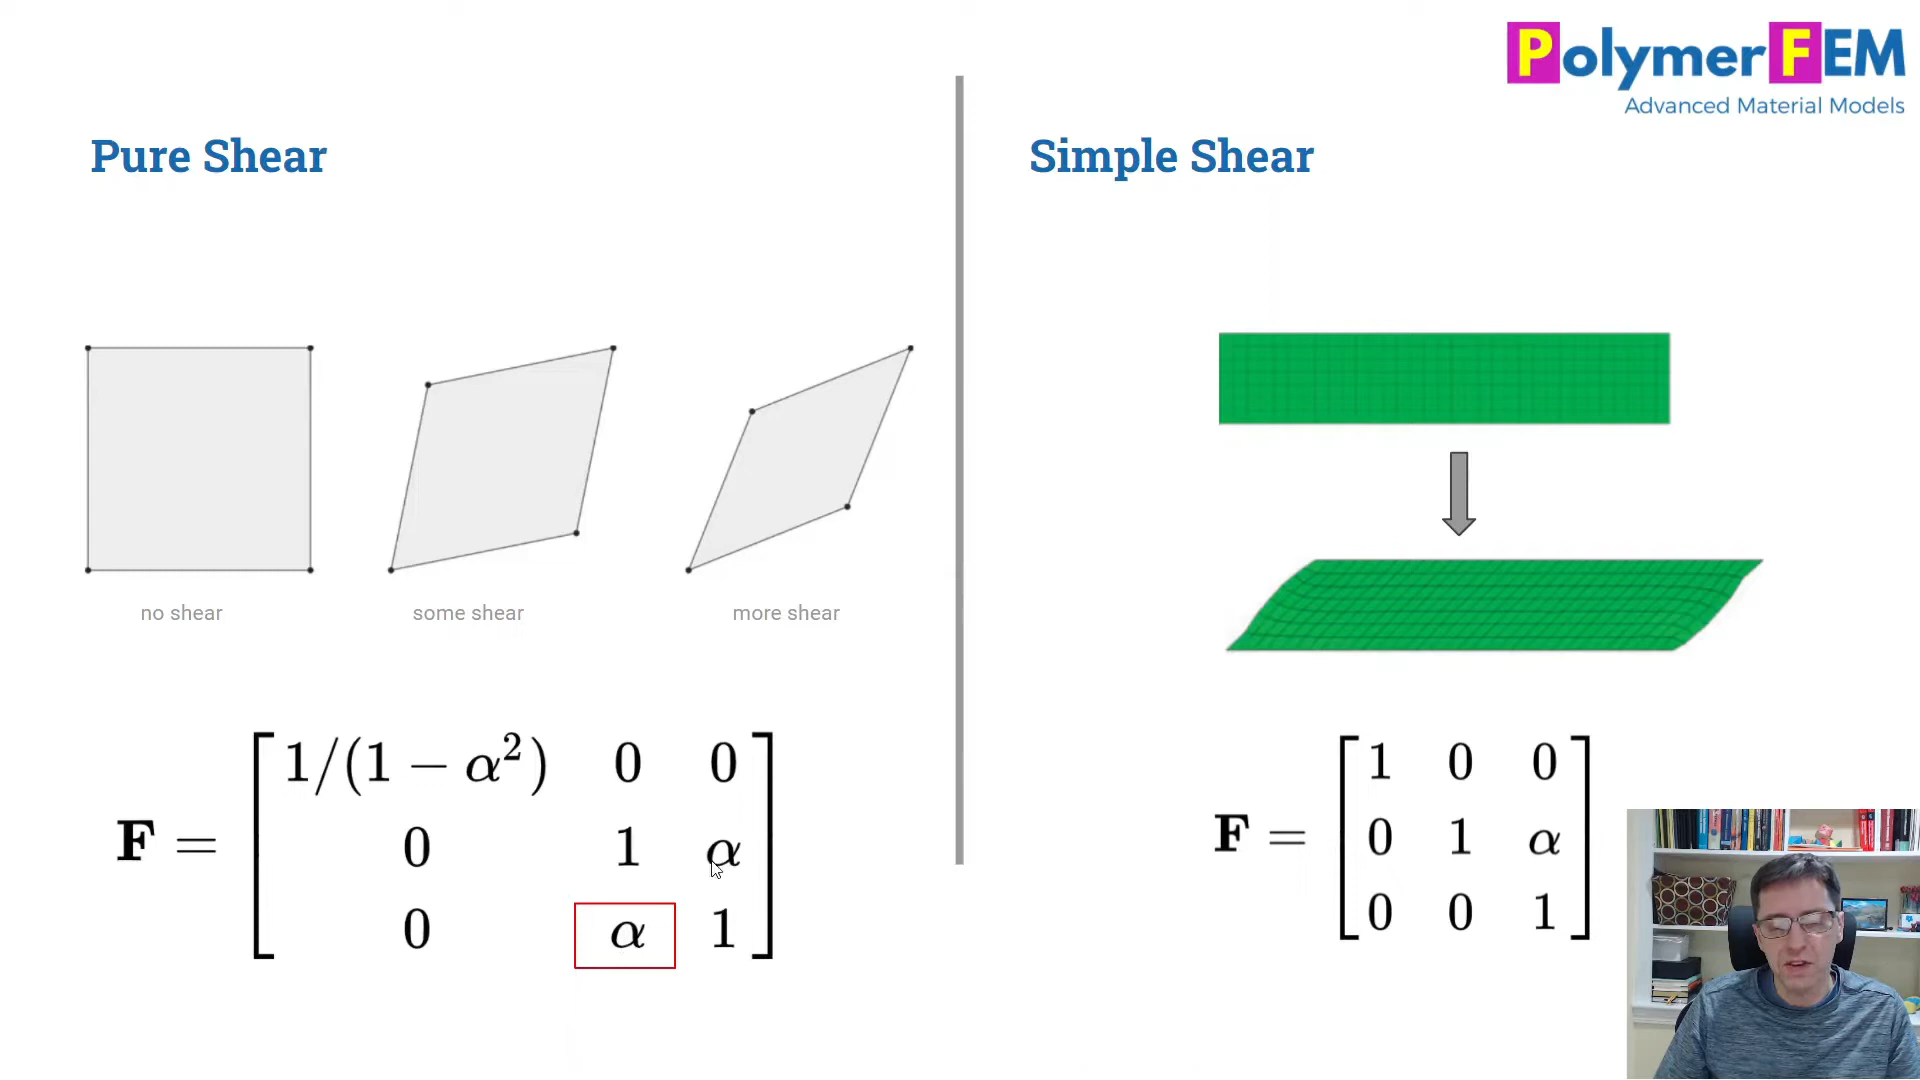 PolymerFEM
Advanced Material Models
Pure Shear
Simple Shear
no shear
some shear
more shear
F = [ 1/(1 − α²) 0 0
0 1 α
0 α 1 ]
F = [ 1 0 0
0 1 α
0 0 1 ]